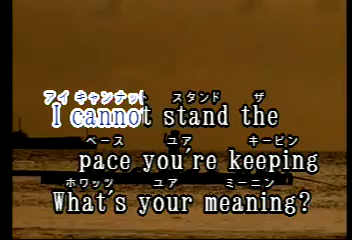 アイ キャンナット スタンド ザ
I cannot stand the
ペース ユア キーピン
pace you're keeping
ホワッツ ユア ミーニン
What's your meaning?